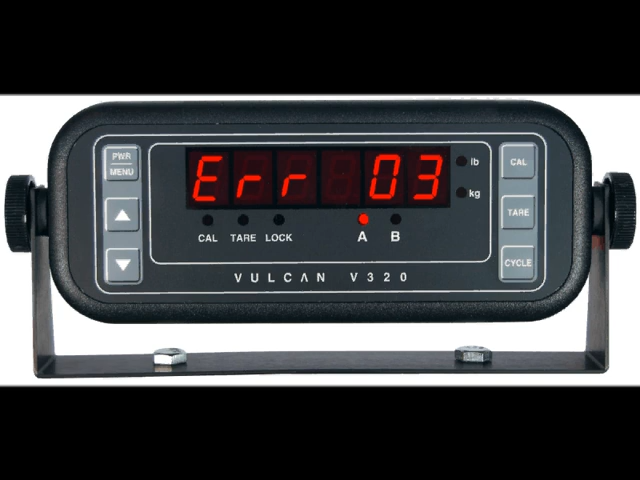 PWR
MENU
Err 03
lb
kg
CAL
TARE
CYCLE
CAL TARE LOCK A B
VULCAN V320